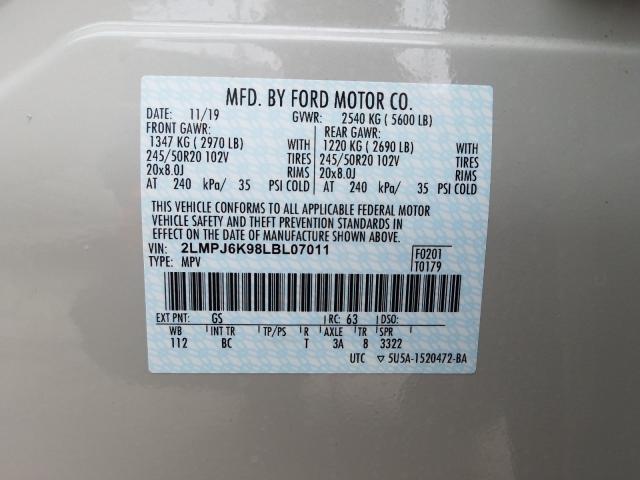 MFD. BY FORD MOTOR CO.
DATE: 11/19 GVWR: 2540 KG ( 5600 LB)
FRONT GAWR: REAR GAWR:
1347 KG ( 2970 LB) WITH 1220 KG ( 2690 LB) WITH
245/50R20 102V TIRES 245/50R20 102V TIRES
20x8.0J RIMS 20x8.0J RIMS
AT 240 kPa/ 35 PSI COLD AT 240 kPa/ 35 PSI COLD
THIS VEHICLE CONFORMS TO ALL APPLICABLE FEDERAL MOTOR
VEHICLE SAFETY AND THEFT PREVENTION STANDARDS IN
EFFECT ON THE DATE OF MANUFACTURE SHOWN ABOVE.
VIN: 2LMPJ6K98LBL07011 F0201
TYPE: MPV T0179
EXT PNT: GS RC: 63 DSO:
WB INT TR TP/PS R AXLE TR SPR
112 BC T 3A 8 3322
UTC ▽ 5U5A-1520472-BA